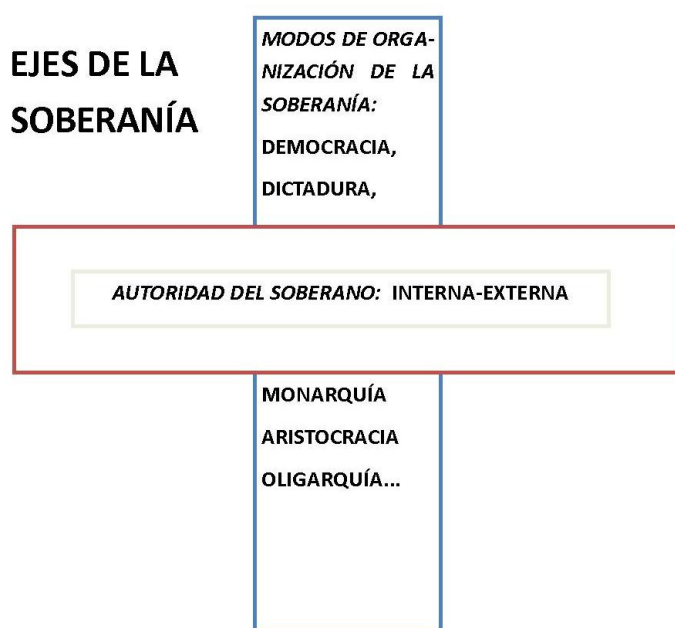 EJES DE LA
SOBERANÍA
MODOS DE ORGA-
NIZACIÓN DE LA
SOBERANÍA:
DEMOCRACIA,
DICTADURA,
AUTORIDAD DEL SOBERANO: INTERNA-EXTERNA
MONARQUÍA
ARISTOCRACIA
OLIGARQUÍA...